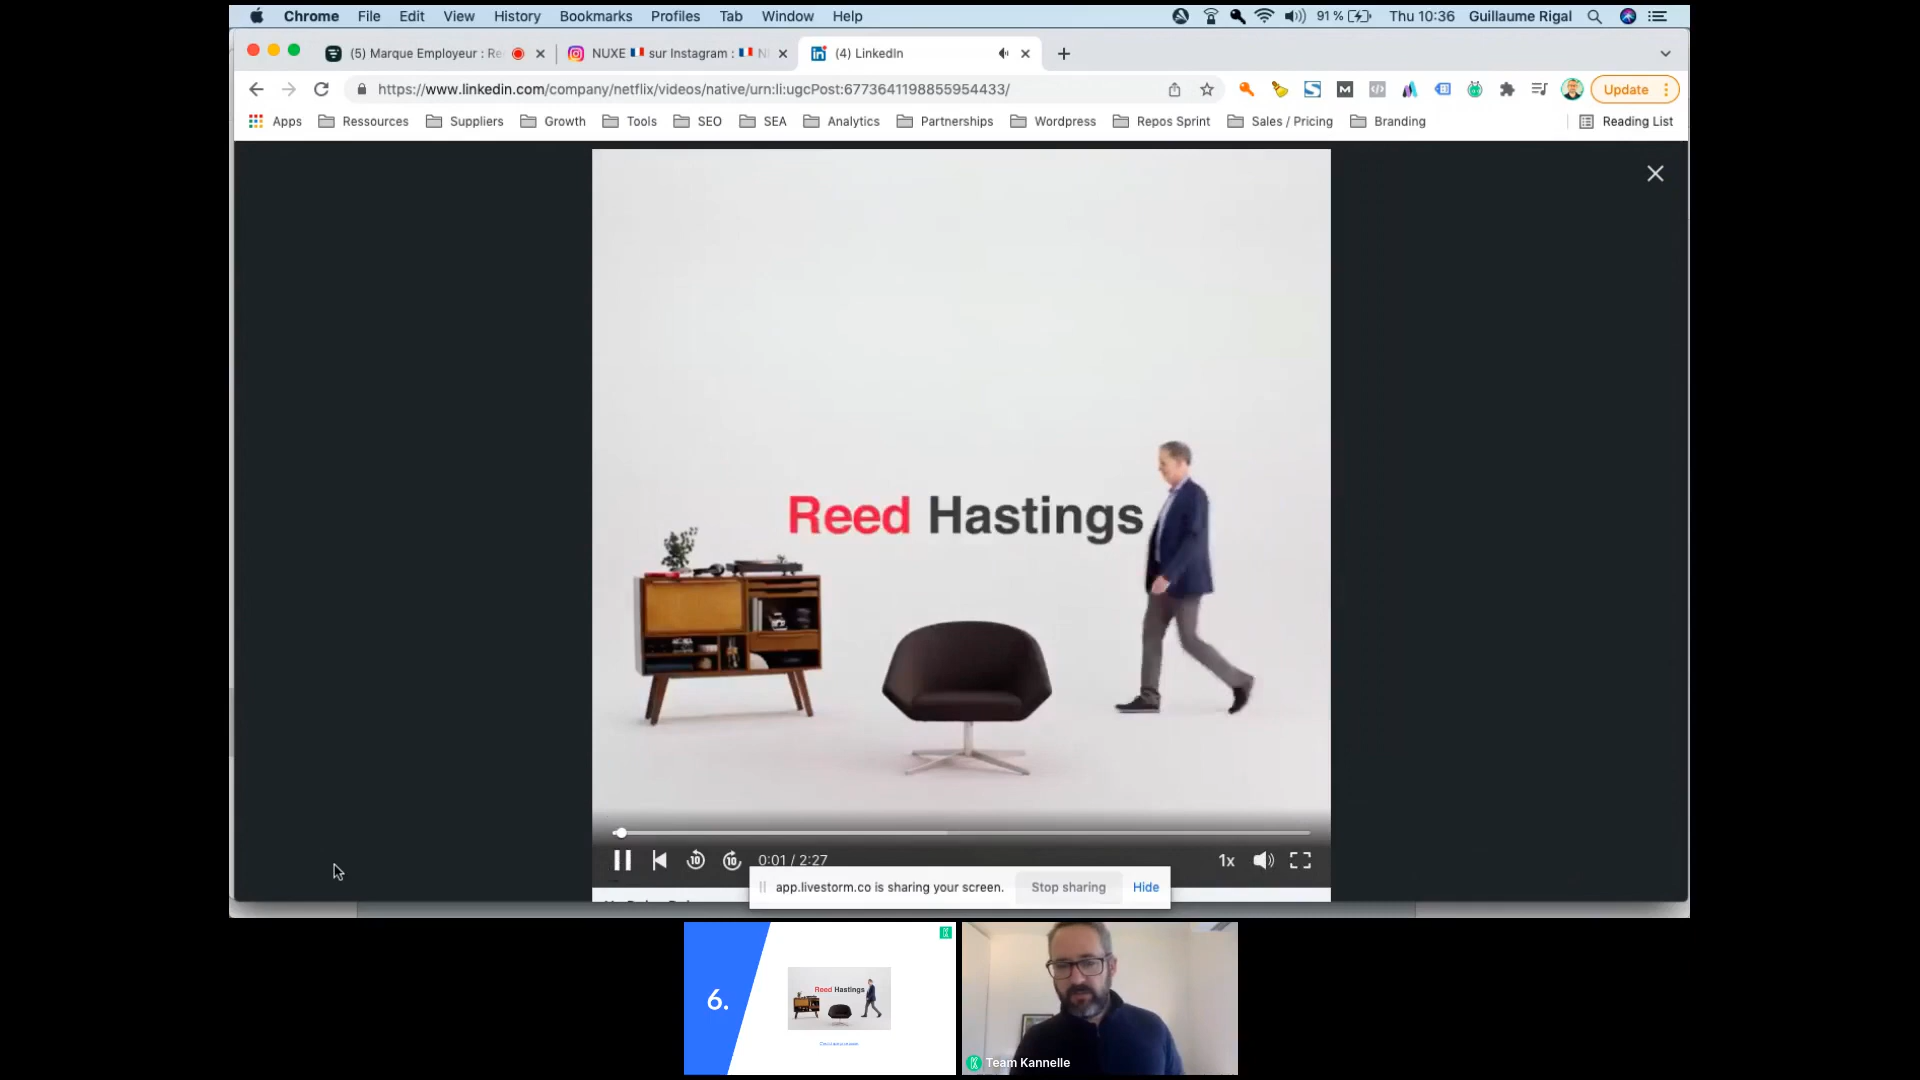 Chrome File Edit View History Bookmarks Profiles Tab Window Help 91 % Thu 10:36 Guillaume Rigal
(5) Marque Employeur : Re NUXE 🇫🇷 sur Instagram : 🇫🇷 N (4) LinkedIn
https://www.linkedin.com/company/netflix/videos/native/urn:li:ugcPost:6773641198855954433/ Update
Apps Ressources Suppliers Growth Tools SEO SEA Analytics Partnerships Wordpress Repos Sprint Sales / Pricing Branding Reading List
Reed Hastings
10 10 0:01 / 2:27 1x
app.livestorm.co is sharing your screen. Stop sharing Hide
6.
Reed Hastings
Team Kannelle